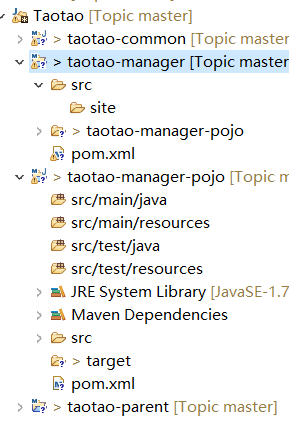 Taotao [Topic master]
> taotao-common [Topic master]
> taotao-manager [Topic master
src
site
> taotao-manager-pojo
pom.xml
> taotao-manager-pojo [Topic m
src/main/java
src/main/resources
src/test/java
src/test/resources
JRE System Library [JavaSE-1.7
Maven Dependencies
src
> target
pom.xml
> taotao-parent [Topic master]